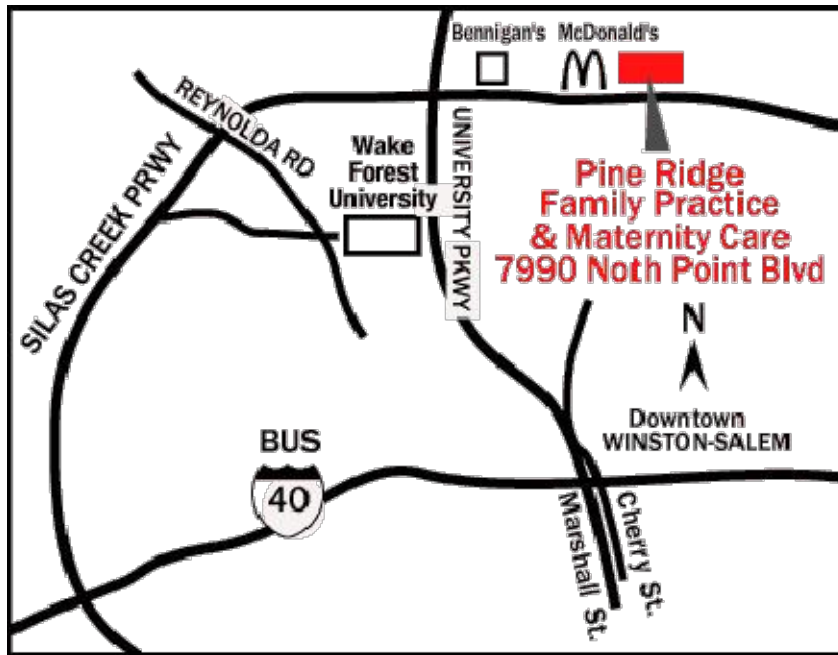 Bennigan's
McDonald's
REYNOLDA RD
SILAS CREEK PRWY
Wake
Forest
University
UNIVERSITY PKWY
Pine Ridge
Family Practice
& Maternity Care
7990 Noth Point Blvd
N
Downtown
WINSTON-SALEM
BUS
40
Marshall St.
Cherry St.